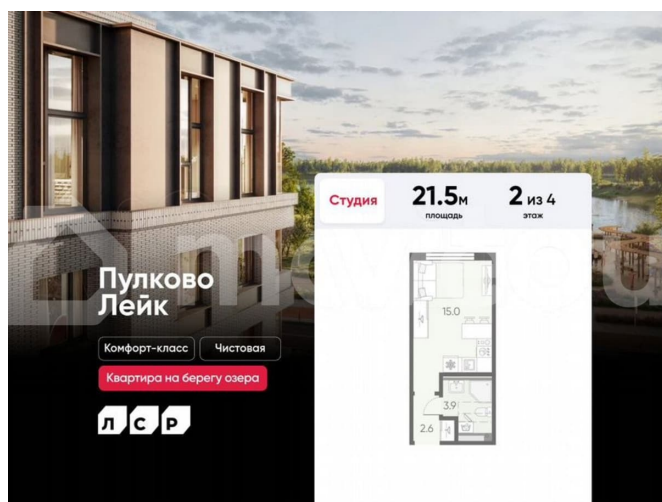 Студия
21.5м
площадь
2 из 4
этаж
Пулково
Лейк
Комфорт-класс
Чистовая
Квартира на берегу озера
ЛСР
15.0
3.9
2.6